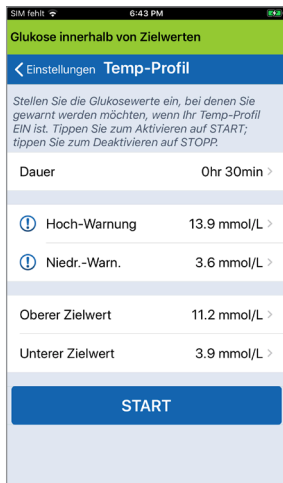 SIM fehlt 6:43 PM
Glukose innerhalb von Zielwerten
Einstellungen Temp-Profil
Stellen Sie die Glukosewerte ein, bei denen Sie
gewarnt werden möchten, wenn Ihr Temp-Profil
EIN ist. Tippen Sie zum Aktivieren auf START;
tippen Sie zum Deaktivieren auf STOPP.
Dauer 0hr 30min
Hoch-Warnung 13.9 mmol/L
Niedr.-Warn. 3.6 mmol/L
Oberer Zielwert 11.2 mmol/L
Unterer Zielwert 3.9 mmol/L
START